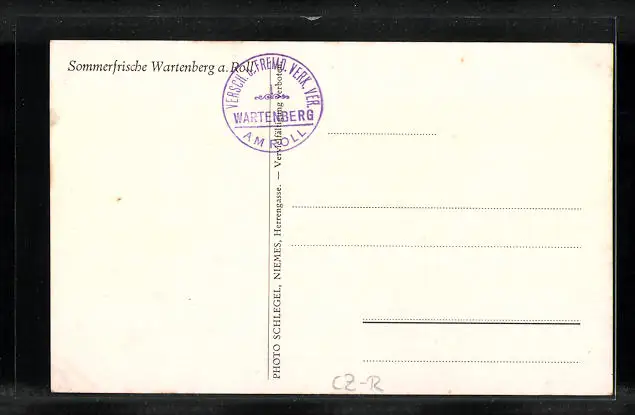 Sommerfrische Wartenberg a. Roll
VERSCH. U. FREMD. VERK. VER.
WARTENBERG
AM ROLL
PHOTO SCHLEGEL, NIEMES, Herrengasse. — Vervielfältigung verboten.
CZ-R